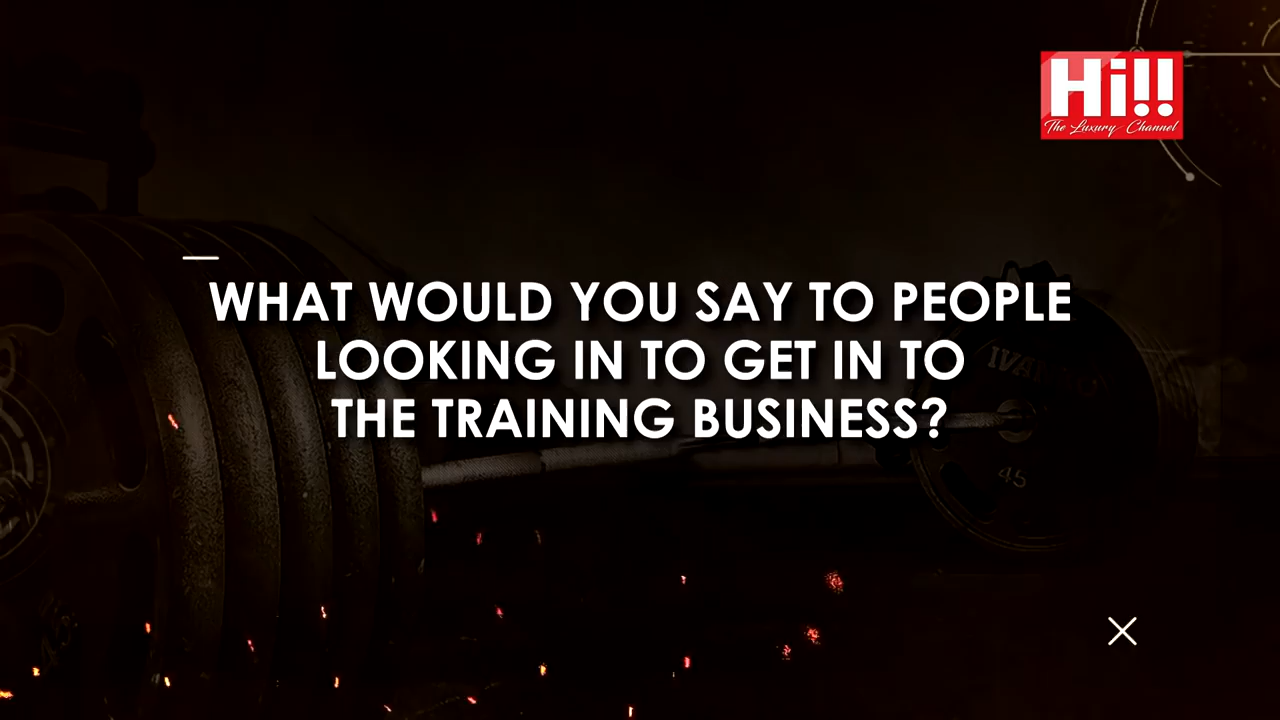 Hi!!
The Luxury Channel
WHAT WOULD YOU SAY TO PEOPLE
LOOKING IN TO GET IN TO
THE TRAINING BUSINESS?
45